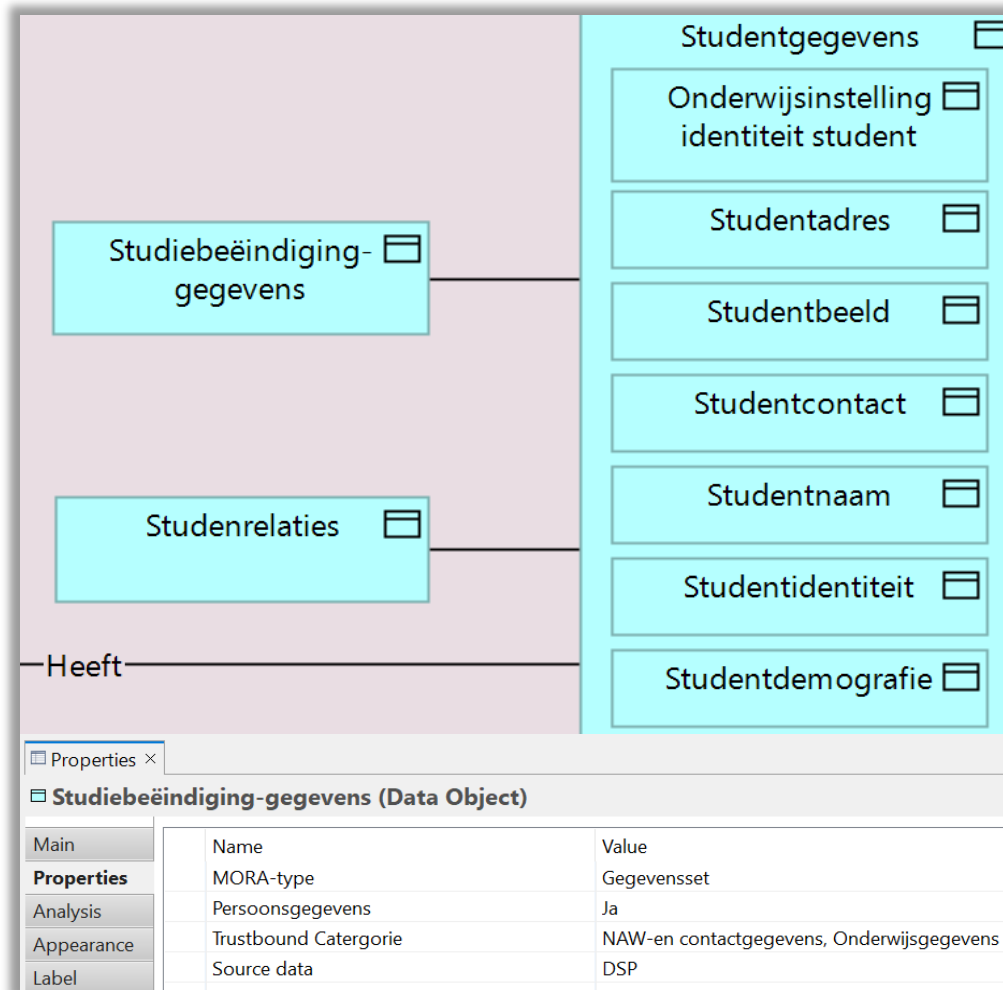 Studentgegevens
Onderwijsinstelling
identiteit student
Studentadres
Studiebeëindiging-
gegevens
Studentbeeld
Studentcontact
Studentnaam
Studenrelaties
Studentidentiteit
Heeft
Studentdemografie
Properties ×
Studiebeëindiging-gegevens (Data Object)
Main
Name Value
Properties
MORA-type Gegevensset
Analysis
Persoonsgegevens Ja
Appearance
Trustbound Catergorie NAW-en contactgegevens, Onderwijsgegevens
Label
Source data DSP